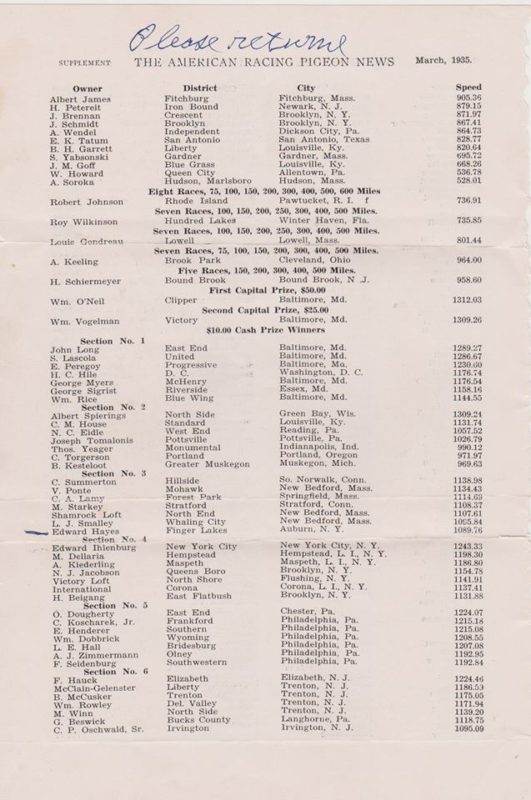 Please return
SUPPLEMENT THE AMERICAN RACING PIGEON NEWS March, 1935.
Owner District City Speed
Albert James Fitchburg Fitchburg, Mass. 905.36
H. Petereit Iron Bound Newark, N. J. 879.15
J. Brennan Crescent Brooklyn, N. Y. 871.97
J. Schmidt Brooklyn Brooklyn, N. Y. 867.41
A. Wendel Independent Dickson City, Pa. 864.73
E. K. Tatum San Antonio San Antonio, Texas 828.77
B. H. Garrett Liberty Louisville, Ky. 820.64
S. Yabsonski Gardner Gardner, Mass. 695.72
J. M. Goff Blue Grass Louisville, Ky. 668.26
W. Howard Queen City Allentown, Pa. 536.78
A. Soroka Hudson, Marlsboro Hudson, Mass. 528.01
Eight Races, 75, 100, 150, 200, 300, 400, 500, 600 Miles
Robert Johnson Rhode Island Pawtucket, R. I. f 736.91
Seven Races, 100, 150, 200, 250, 300, 400, 500 Miles.
Roy Wilkinson Hundred Lakes Winter Haven, Fla. 735.85
Seven Races, 100, 150, 200, 250, 300, 400, 500 Miles.
Louie Gendreau Lowell Lowell, Mass. 801.44
Seven Races, 75, 100, 150, 200, 300, 400, 500 Miles.
A. Keeling Brook Park Cleveland, Ohio 964.00
Five Races, 150, 200, 300, 400, 500 Miles.
H. Schiermeyer Bound Brook Bound Brook, N .J. 958.60
First Capital Prize, $50.00
Wm. O'Neil Clipper Baltimore, Md. 1312.03
Second Capital Prize, $25.00
Wm. Vogelman Victory Baltimore, Md. 1309.26
$10.00 Cash Prize Winners
Section No. 1
John Long East End Baltimore, Md. 1289.27
S. Lascola United Baltimore, Md. 1286.67
E. Peregoy Progressive Baltimore, Md. 1230.60
H. C. Hile D. C. Washington, D. C. 1176.74
George Myers McHenry Baltimore, Md. 1176.54
George Sigrist Riverside Essex, Md. 1158.16
Wm. Rice Blue Wing Baltimore, Md. 1144.55
Section No. 2
Albert Spierings North Side Green Bay, Wis. 1309.24
C. M. House Standard Louisville, Ky. 1131.74
N. C. Eidle West End Reading, Pa. 1057.52
Joseph Tomalonis Pottsville Pottsville, Pa. 1026.79
Thos. Yeager Monumental Indianapolis, Ind. 990.12
C. Torgerson Portland Portland, Oregon 971.97
B. Kesteloot Greater Muskegon Muskegon, Mich. 969.63
Section No. 3
C. Summerton Hillside So. Norwalk, Conn. 1138.98
V. Ponte Mohawk New Bedford, Mass. 1134.43
C. A. Lamy Forest Park Springfield, Mass. 1114.69
M. Starkey Stratford Stratford, Conn. 1108.37
Shamrock Loft North End New Bedford, Mass. 1107.61
L. J. Smalley Whaling City New Bedford, Mass. 1095.84
Edward Hayes Finger Lakes Auburn, N. Y. 1089.76
Section No. 4
Edward Ihlenburg New York City New York City, N. Y. 1243.33
M. Dellaria Hempstead Hempstead, L. I., N. Y. 1198.30
A. Kiederling Maspeth Maspeth, L. I., N. Y. 1186.80
N. J. Jacobson Queens Boro Brooklyn, N. Y. 1154.78
Victory Loft North Shore Flushing, N. Y. 1141.91
International Corona Corona, L. I., N. Y. 1137.41
H. Beigang East Flatbush Brooklyn, N. Y. 1131.88
Section No. 5
O. Dougherty East End Chester, Pa. 1224.07
C. Koscharek, Jr. Frankford Philadelphia, Pa. 1215.18
E. Henderer Southern Philadelphia, Pa. 1215.08
Wm. Dobbrick Wyoming Philadelphia, Pa. 1208.55
L. E. Hall Bridesburg Philadelphia, Pa. 1207.08
A. J. Zimmermann Olney Philadelphia, Pa. 1192.95
F. Seidenburg Southwestern Philadelphia, Pa. 1192.84
Section No. 6
F. Hauck Elizabeth Elizabeth, N. J. 1224.46
McClain-Gelenster Liberty Trenton, N. J. 1186.59
B. McCusker Trenton Trenton, N. J. 1175.05
Wm. Rowley Del. Valley Trenton, N. J. 1171.94
M. Winn North Side Trenton, N. J. 1139.20
G. Beswick Bucks County Langhorne, Pa. 1118.75
C. P. Oschwald, Sr. Irvington Irvington, N. J. 1095.09